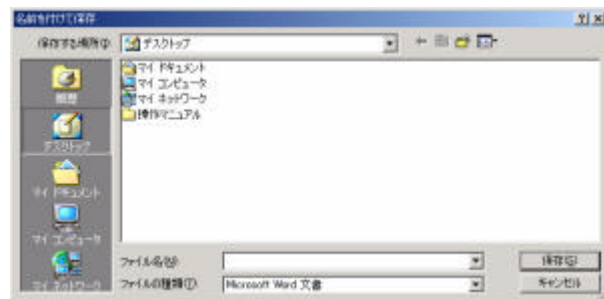 名前を付けて保存
保存する場所(I)
デスクトップ
履歴
デスクトップ
マイ ドキュメント
マイ コンピュータ
マイ ネットワーク
マイ ドキュメント
マイ コンピュータ
マイ ネットワーク
操作マニュアル
ファイル名(N)
保存(S)
ファイルの種類(T)
Microsoft Word 文書
キャンセル